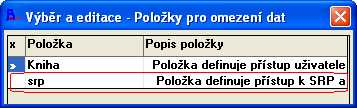 Výběr a editace - Položky pro omezení dat
x Položka Popis položky
Kniha Položka definuje přístup uživatele
srp Položka definuje přístup k SRP a